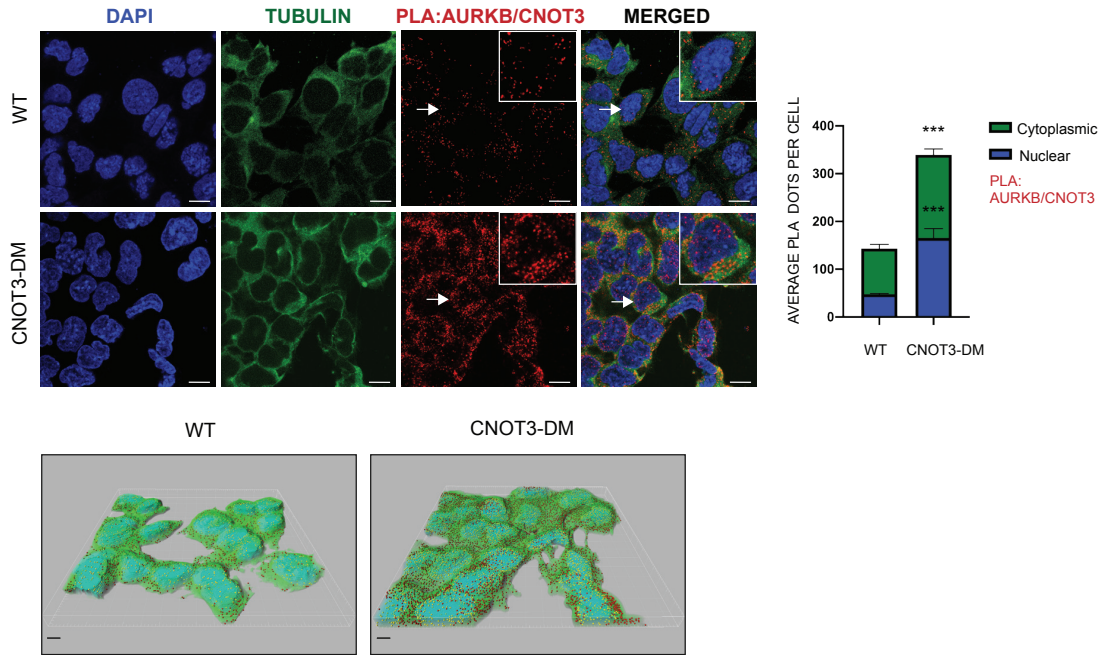 DAPI TUBULIN PLA:AURKB/CNOT3 MERGED
WT
CNOT3-DM
AVERAGE PLA DOTS PER CELL
400
300
200
100
0
***
***
WT CNOT3-DM
Cytoplasmic
Nuclear
PLA:
AURKB/CNOT3
WT CNOT3-DM